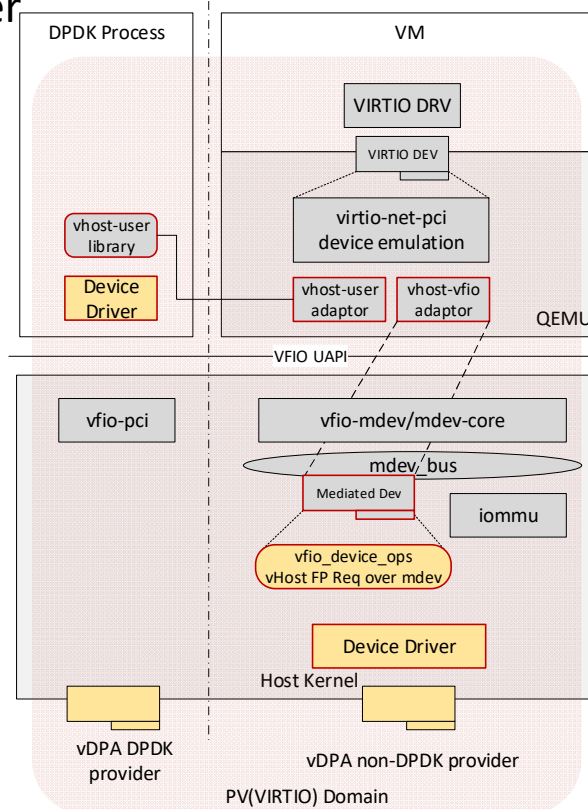 er
DPDK Process
VM
VIRTIO DRV
VIRTIO DEV
virtio-net-pci
device emulation
vhost-user
library
Device
Driver
vhost-user
adaptor
vhost-vfio
adaptor
QEMU
VFIO UAPI
vfio-pci
vfio-mdev/mdev-core
mdev_bus
Mediated Dev
iommu
vfio_device_ops
vHost FP Req over mdev
Device Driver
Host Kernel
vDPA DPDK
provider
vDPA non-DPDK provider
PV(VIRTIO) Domain